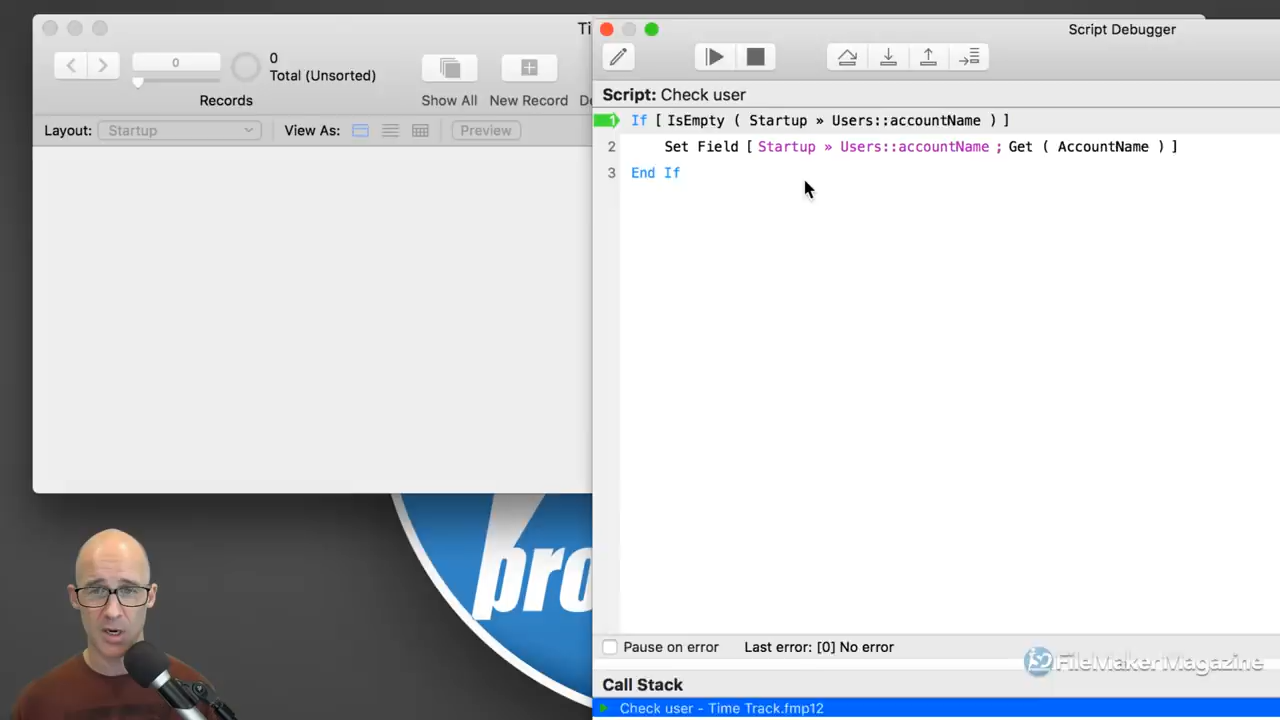 Ti
0
0
Total (Unsorted)
Records
Show All
New Record
De
Layout:
Startup
View As:
Preview
Script Debugger
Script: Check user
1 If [ IsEmpty ( Startup » Users::accountName ) ]
2 Set Field [ Startup » Users::accountName ; Get ( AccountName ) ]
3 End If
Pause on error
Last error: [0] No error
FileMakerMagazine
Call Stack
Check user - Time Track.fmp12
pro